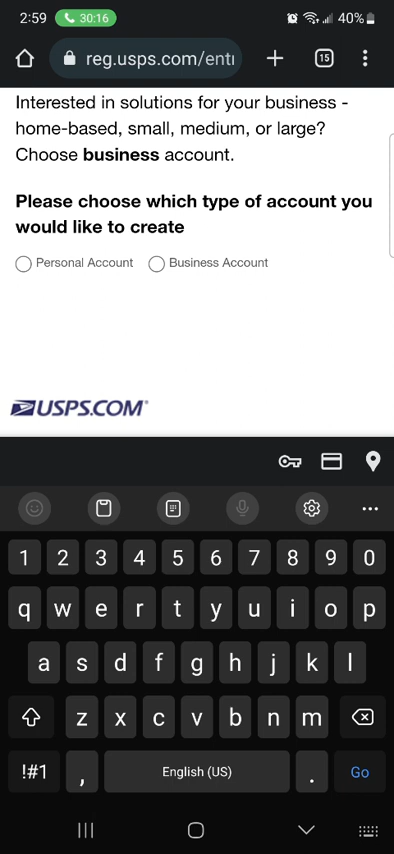 2:59 30:16 40%
reg.usps.com/ent 15
Interested in solutions for your business -
home-based, small, medium, or large?
Choose business account.
Please choose which type of account you
would like to create
Personal Account Business Account
USPS.COM®
1 2 3 4 5 6 7 8 9 0
q w e r t y u i o p
a s d f g h j k l
z x c v b n m
!#1 , English (US) . Go